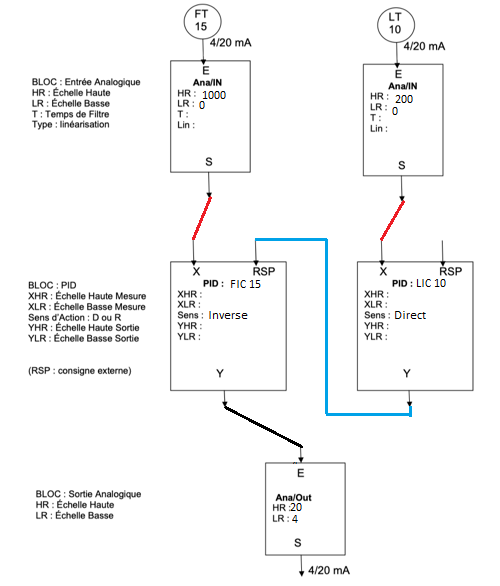 FT
15
LT
10
4/20 mA
4/20 mA
BLOC : Entrée Analogique
HR : Échelle Haute
LR : Échelle Basse
T : Temps de Filtre
Type : linéarisation
E
Ana/IN
HR : 1000
LR : 0
T :
Lin :
S
E
Ana/IN
HR : 200
LR : 0
T :
Lin :
S
BLOC : PID
XHR : Échelle Haute Mesure
XLR : Échelle Basse Mesure
Sens d'Action : D ou R
YHR : Échelle Haute Sortie
YLR : Échelle Basse Sortie
(RSP : consigne externe)
X RSP
PID : FIC 15
XHR :
XLR :
Sens : Inverse
YHR :
YLR :
Y
X RSP
PID : LIC 10
XHR :
XLR :
Sens : Direct
YHR :
YLR :
Y
BLOC : Sortie Analogique
HR : Échelle Haute
LR : Échelle Basse
E
Ana/Out
HR : 20
LR : 4
S
4/20 mA